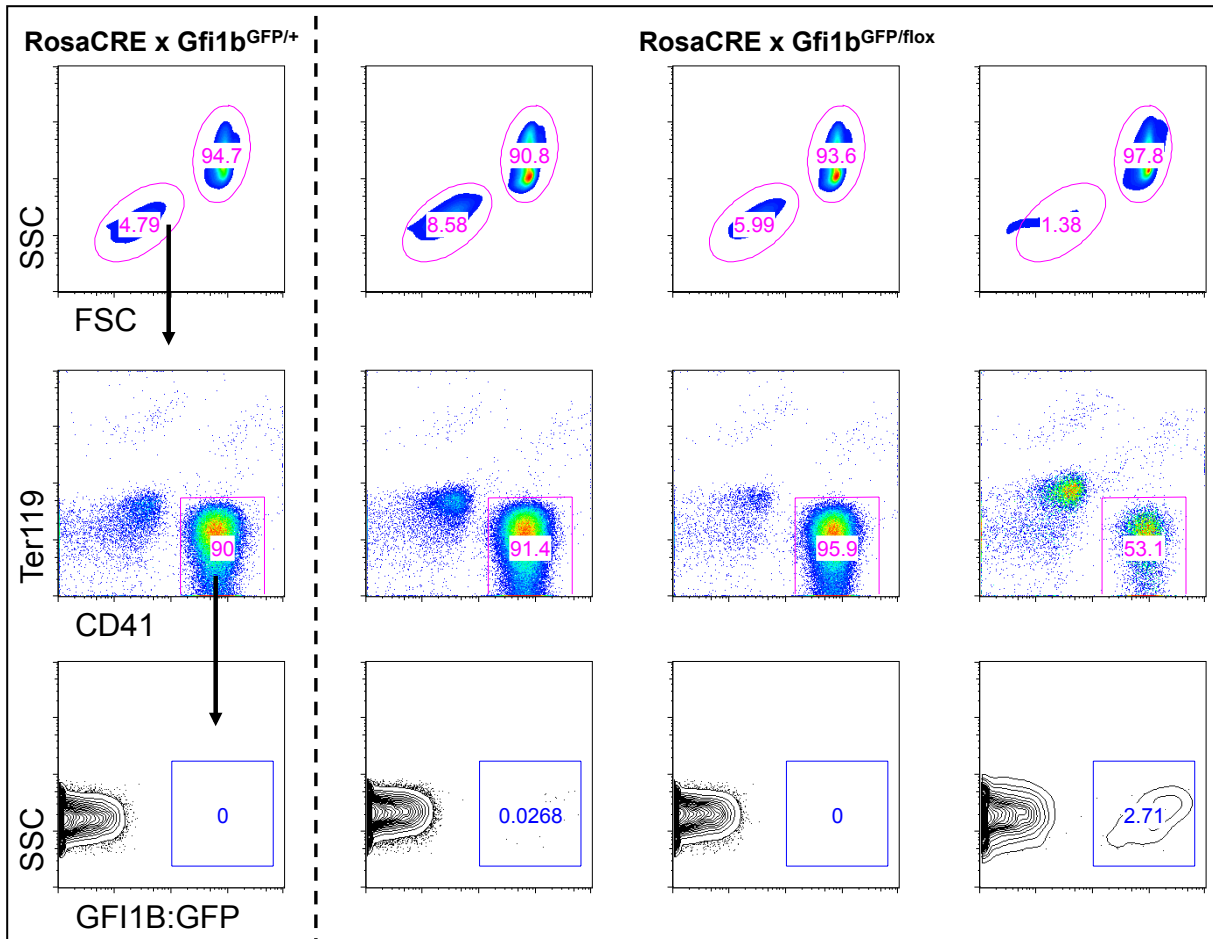 RosaCRE x Gfi1bGFP/+
RosaCRE x Gfi1bGFP/flox
94.7
4.79
90.8
8.58
93.6
5.99
97.8
1.38
SSC
FSC
90
91.4
95.9
53.1
Ter119
CD41
0
0.0268
0
2.71
SSC
GFI1B:GFP